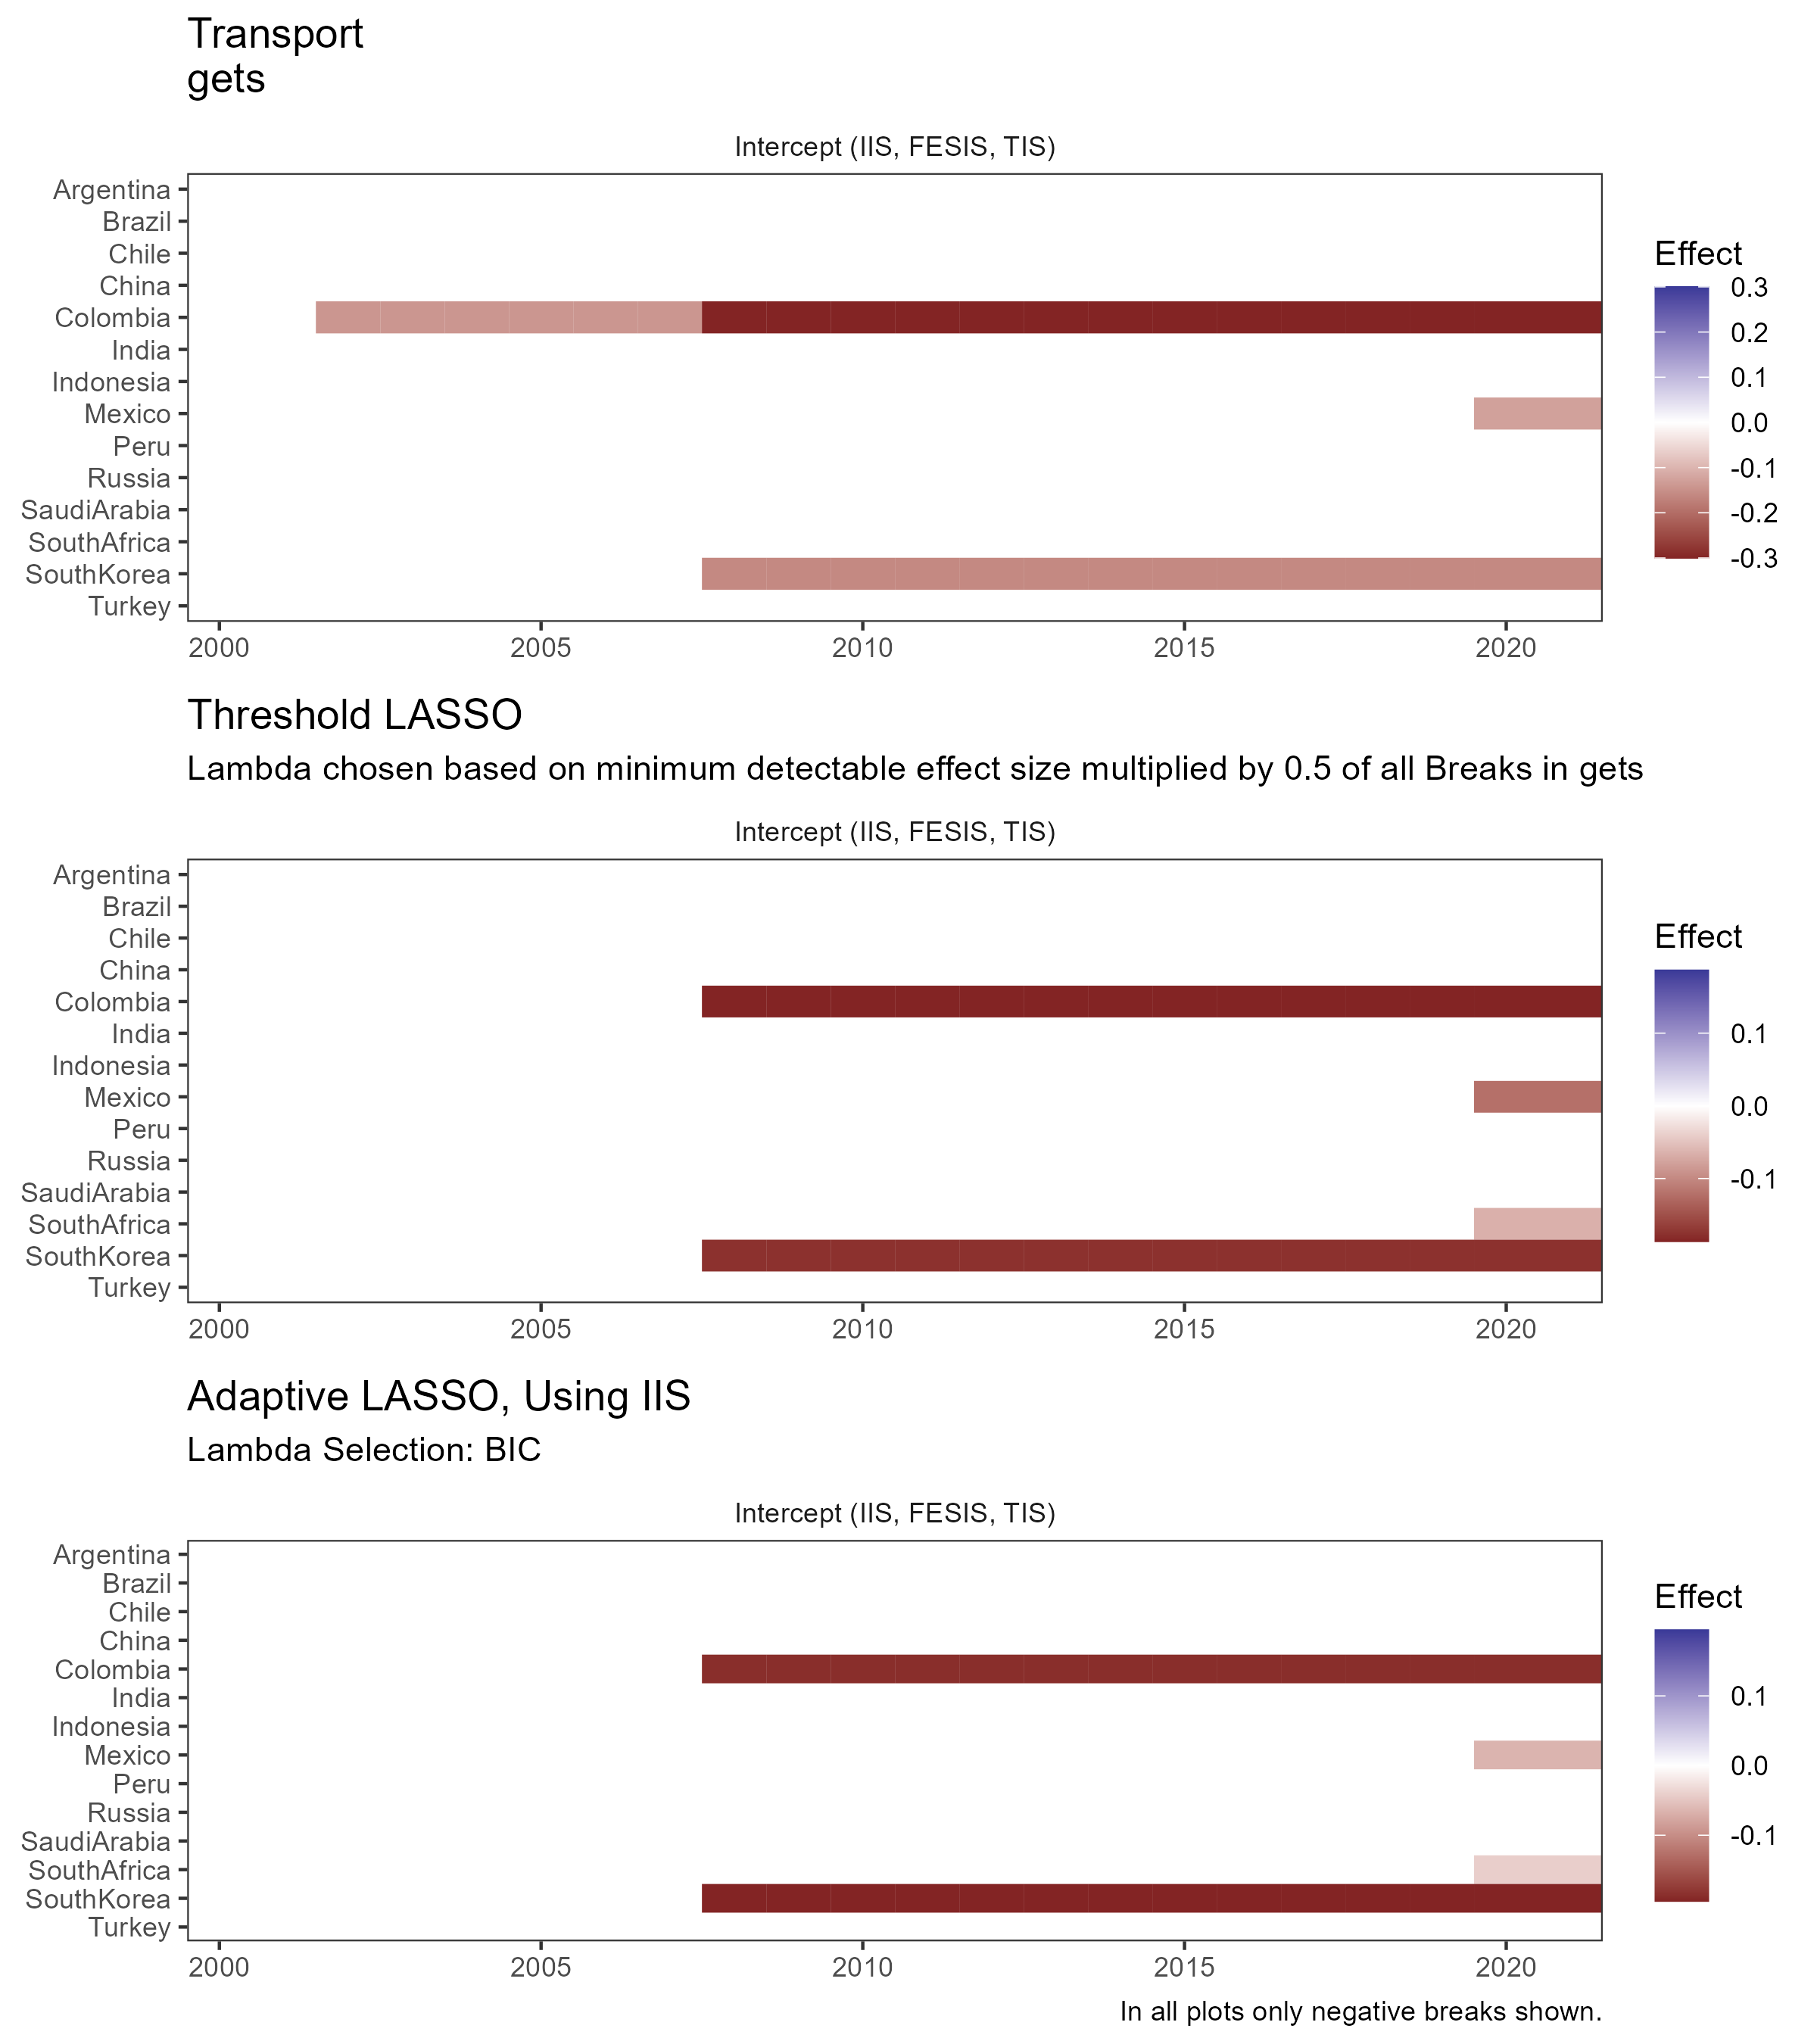 Transport
gets
Intercept (IIS, FESIS, TIS)
Argentina
Brazil
Chile
China
Colombia
India
Indonesia
Mexico
Peru
Russia
SaudiArabia
SouthAfrica
SouthKorea
Turkey
2000 2005 2010 2015 2020
Effect
0.3
0.2
0.1
0.0
-0.1
-0.2
-0.3
Threshold LASSO
Lambda chosen based on minimum detectable effect size multiplied by 0.5 of all Breaks in gets
Intercept (IIS, FESIS, TIS)
Argentina
Brazil
Chile
China
Colombia
India
Indonesia
Mexico
Peru
Russia
SaudiArabia
SouthAfrica
SouthKorea
Turkey
2000 2005 2010 2015 2020
Effect
0.1
0.0
-0.1
Adaptive LASSO, Using IIS
Lambda Selection: BIC
Intercept (IIS, FESIS, TIS)
Argentina
Brazil
Chile
China
Colombia
India
Indonesia
Mexico
Peru
Russia
SaudiArabia
SouthAfrica
SouthKorea
Turkey
2000 2005 2010 2015 2020
Effect
0.1
0.0
-0.1
In all plots only negative breaks shown.